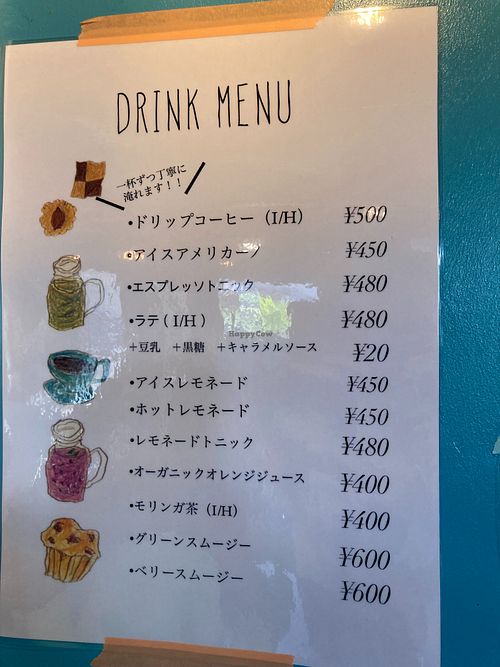 DRINK MENU
一杯ずつ丁寧に
淹れます！！
•ドリップコーヒー（I/H） ¥500
•アイスアメリカーノ ¥450
•エスプレッソトニック ¥480
•ラテ（I/H） ¥480
＋豆乳　＋黒糖　＋キャラメルソース ¥20
•アイスレモネード ¥450
•ホットレモネード ¥450
•レモネードトニック ¥480
•オーガニックオレンジジュース ¥400
•モリンガ茶（I/H） ¥400
•グリーンスムージー ¥600
•ベリースムージー ¥600
HappyCow